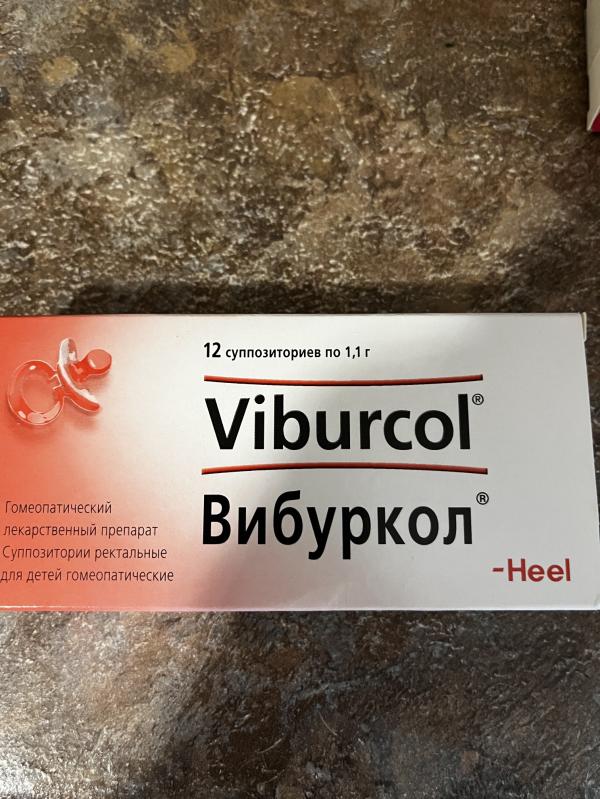 12 суппозиториев по 1,1 г
Viburcol®
Вибуркол®
Гомеопатический
лекарственный препарат
Суппозитории ректальные
для детей гомеопатические
-Heel